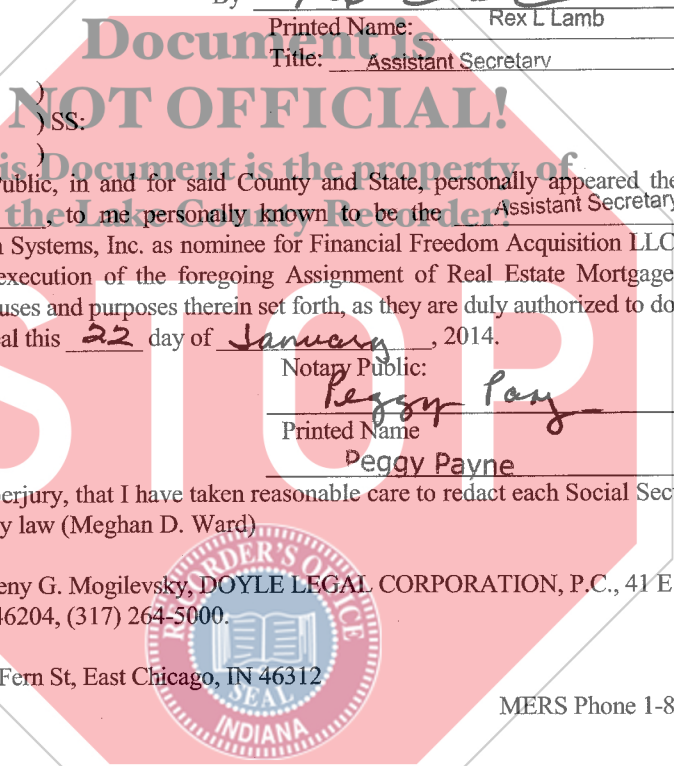 By
Printed Name: Rex L Lamb
Document is
Title: Assistant Secretary
)
NOT OFFICIAL!
) SS:
)
is Document is the property of
Public, in and for said County and State, personally appeared the
the Lake County Recorder!
, to me personally known to be the Assistant Secretary
Systems, Inc. as nominee for Financial Freedom Acquisition LLC
execution of the foregoing Assignment of Real Estate Mortgage
uses and purposes therein set forth, as they are duly authorized to do
eal this 22 day of January, 2014.
Notary Public:
Peggy Payne
Printed Name
Peggy Payne
STOP
erjury, that I have taken reasonable care to redact each Social Sec
y law (Meghan D. Ward)
eny G. Mogilevsky, DOYLE LEGAL CORPORATION, P.C., 41 E
46204, (317) 264-5000.
Fern St, East Chicago, IN 46312
RECORDER'S OFFICE
SEAL
INDIANA
MERS Phone 1-8